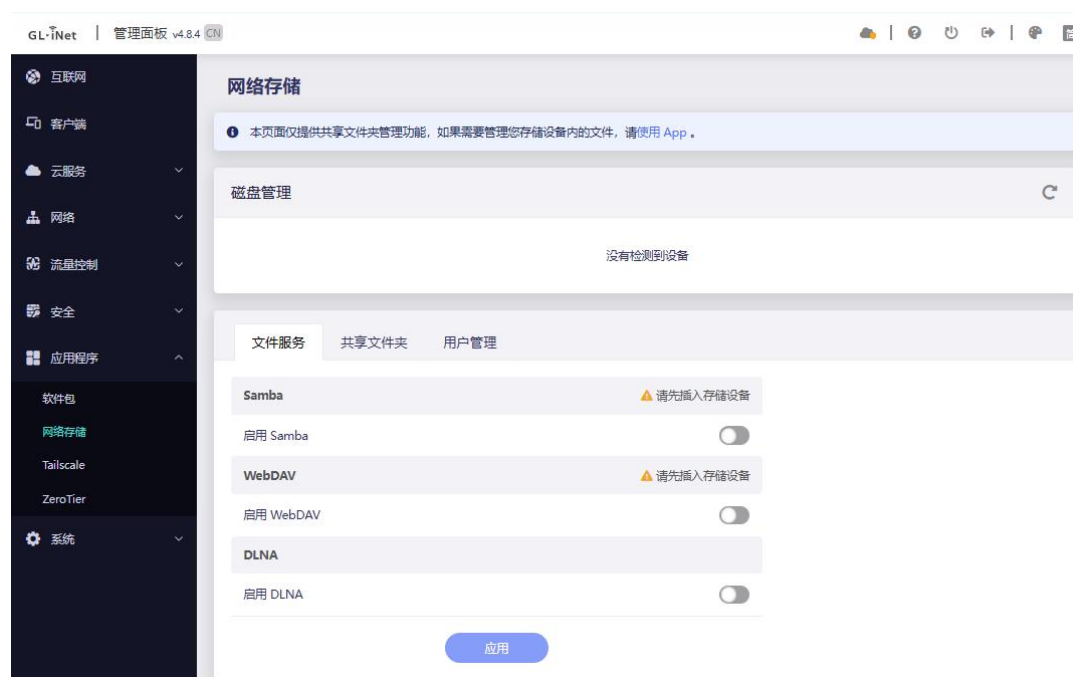 GL·iNet | 管理面板 v4.8.4 CN
互联网
客户端
云服务
网络
流量控制
安全
应用程序
软件包
网络存储
Tailscale
ZeroTier
系统
网络存储
本页面仅提供共享文件夹管理功能，如果需要管理您存储设备内的文件，请使用 App 。
磁盘管理
没有检测到设备
文件服务 共享文件夹 用户管理
Samba 请先插入存储设备
启用 Samba
WebDAV 请先插入存储设备
启用 WebDAV
DLNA
启用 DLNA
应用